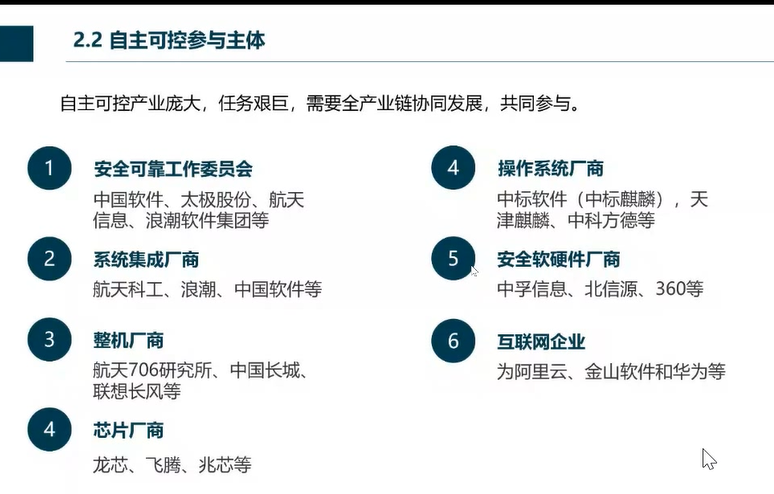 2.2 自主可控参与主体
自主可控产业庞大，任务艰巨，需要全产业链协同发展，共同参与。
1
安全可靠工作委员会
中国软件、太极股份、航天
信息、浪潮软件集团等
2
系统集成厂商
航天科工、浪潮、中国软件等
3
整机厂商
航天706研究所、中国长城、
联想长风等
4
芯片厂商
龙芯、飞腾、兆芯等
4
操作系统厂商
中标软件（中标麒麟），天
津麒麟、中科方德等
5
安全软硬件厂商
中孚信息、北信源、360等
6
互联网企业
为阿里云、金山软件和华为等